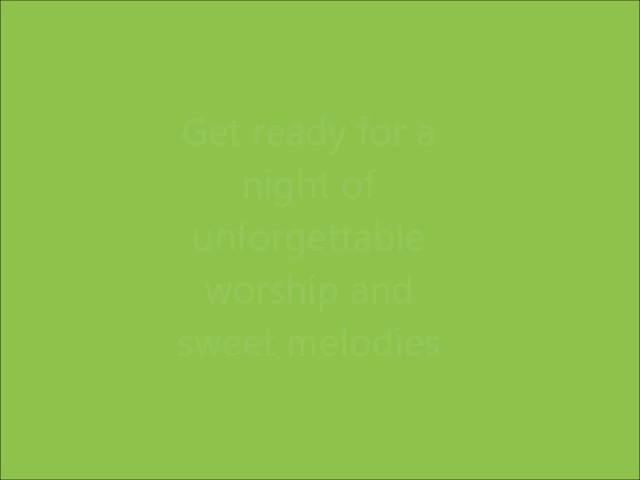 Get ready for a
night of
unforgettable
worship and
sweet melodies